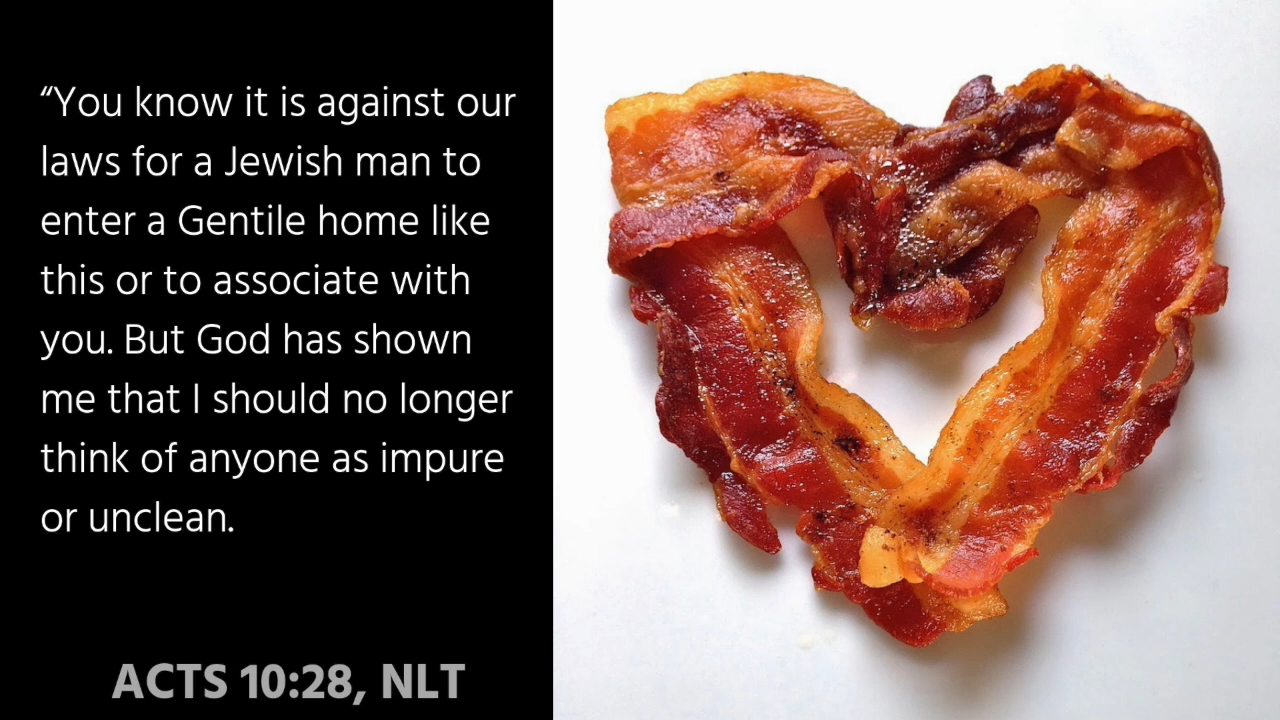 “You know it is against our
laws for a Jewish man to
enter a Gentile home like
this or to associate with
you. But God has shown
me that I should no longer
think of anyone as impure
or unclean.
ACTS 10:28, NLT